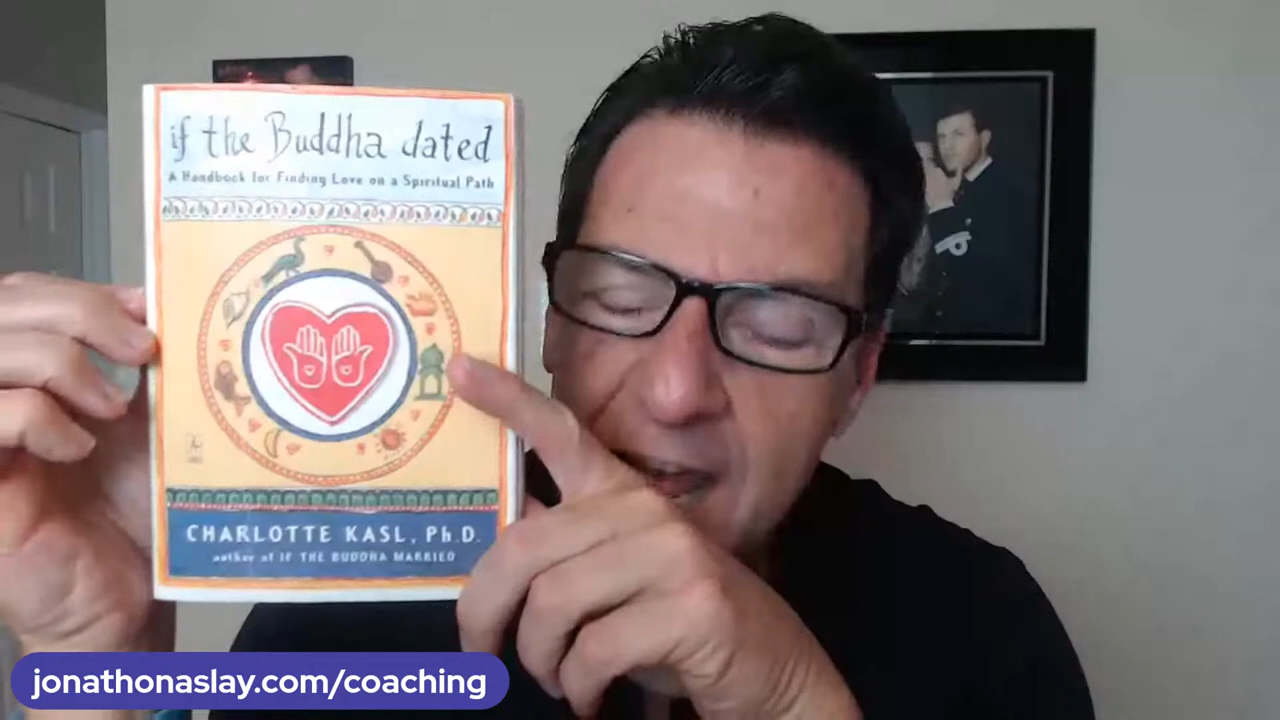 if the Buddha dated
A Handbook for Finding Love on a Spiritual Path
CHARLOTTE KASL, Ph.D.
author of IF THE BUDDHA MARRIED
jonathonaslay.com/coaching